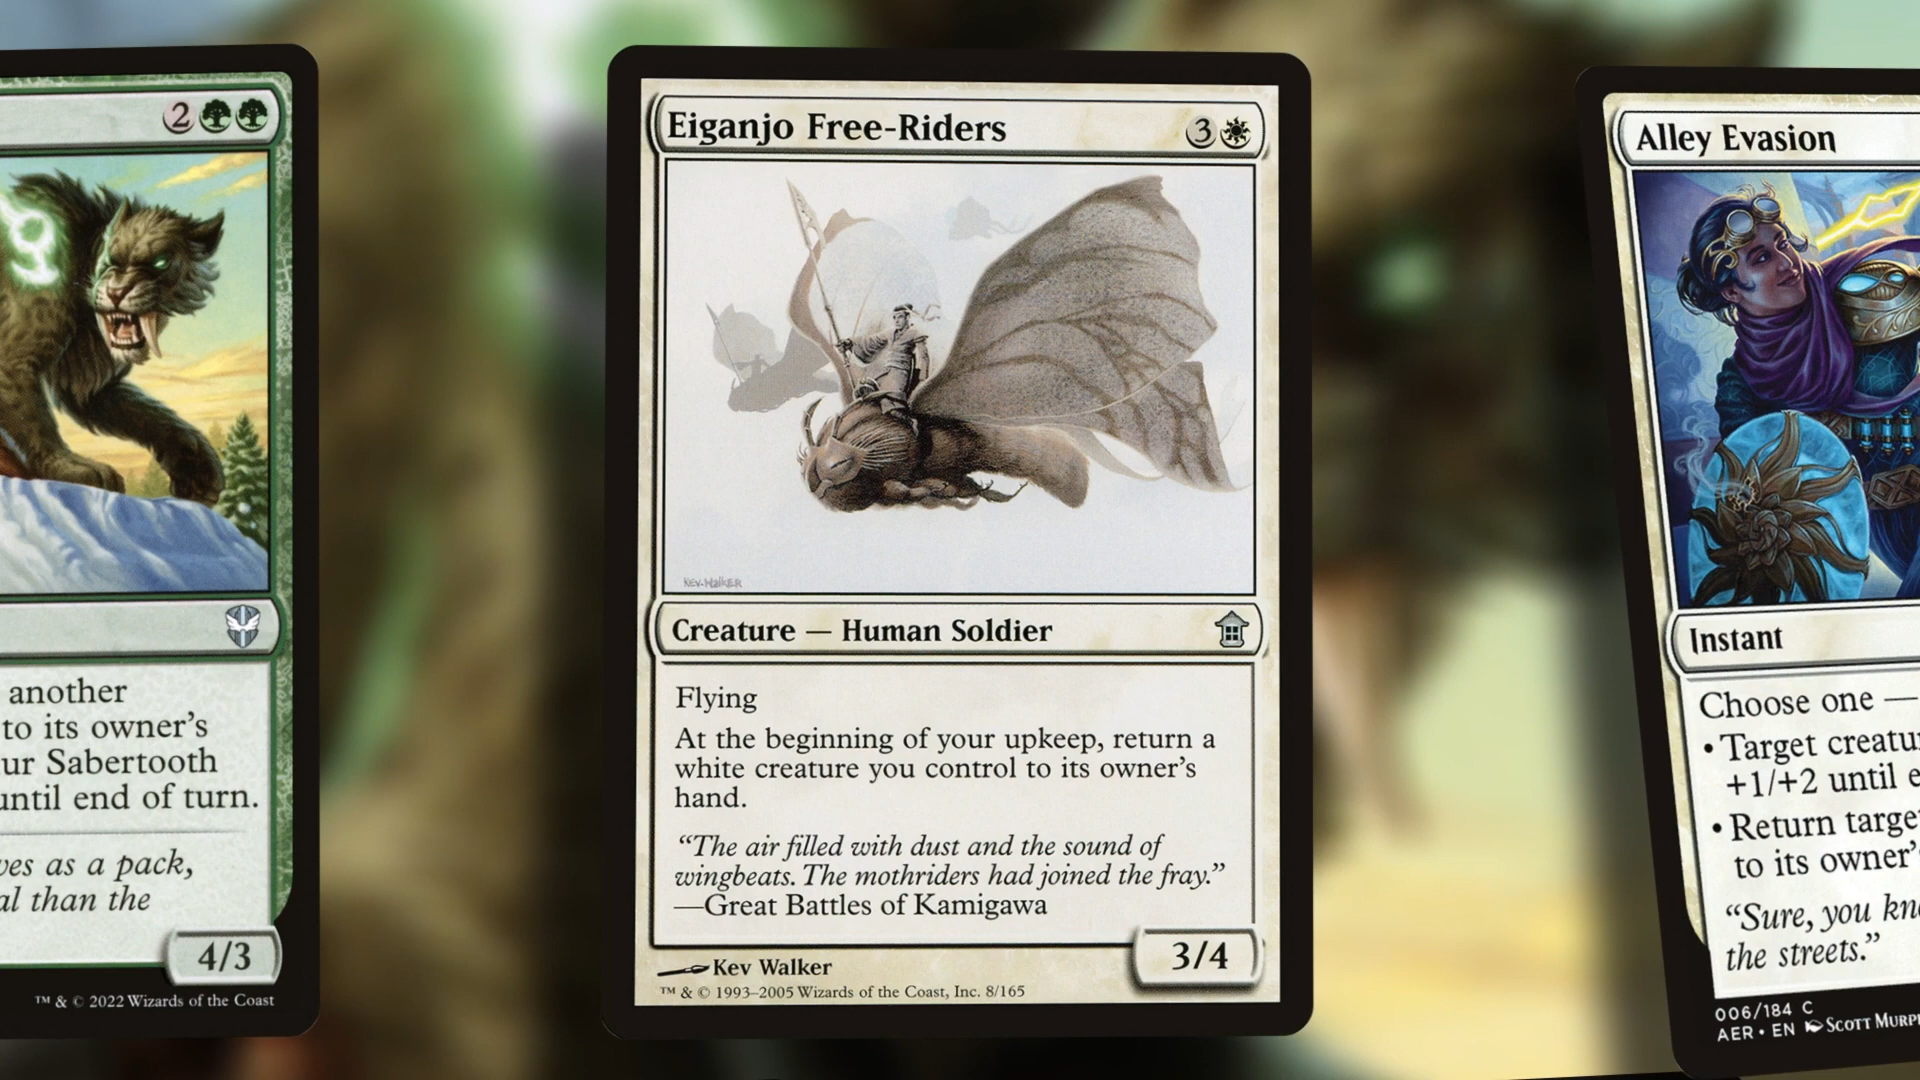 2
another
to its owner's
ur Sabertooth
until end of turn.
ves as a pack,
al than the
4/3
™ & © 2022 Wizards of the Coast
Eiganjo Free-Riders
3
Kev Walker
Creature — Human Soldier
Flying
At the beginning of your upkeep, return a
white creature you control to its owner's
hand.
“The air filled with dust and the sound of
wingbeats. The mothriders had joined the fray.”
—Great Battles of Kamigawa
3/4
Kev Walker
™ & © 1993–2005 Wizards of the Coast, Inc. 8/165
Alley Evasion
Instant
Choose one —
• Target creatu
+1/+2 until e
• Return targe
to its owner's
“Sure, you kn
the streets.”
006/184 C
AER • EN Scott Murp